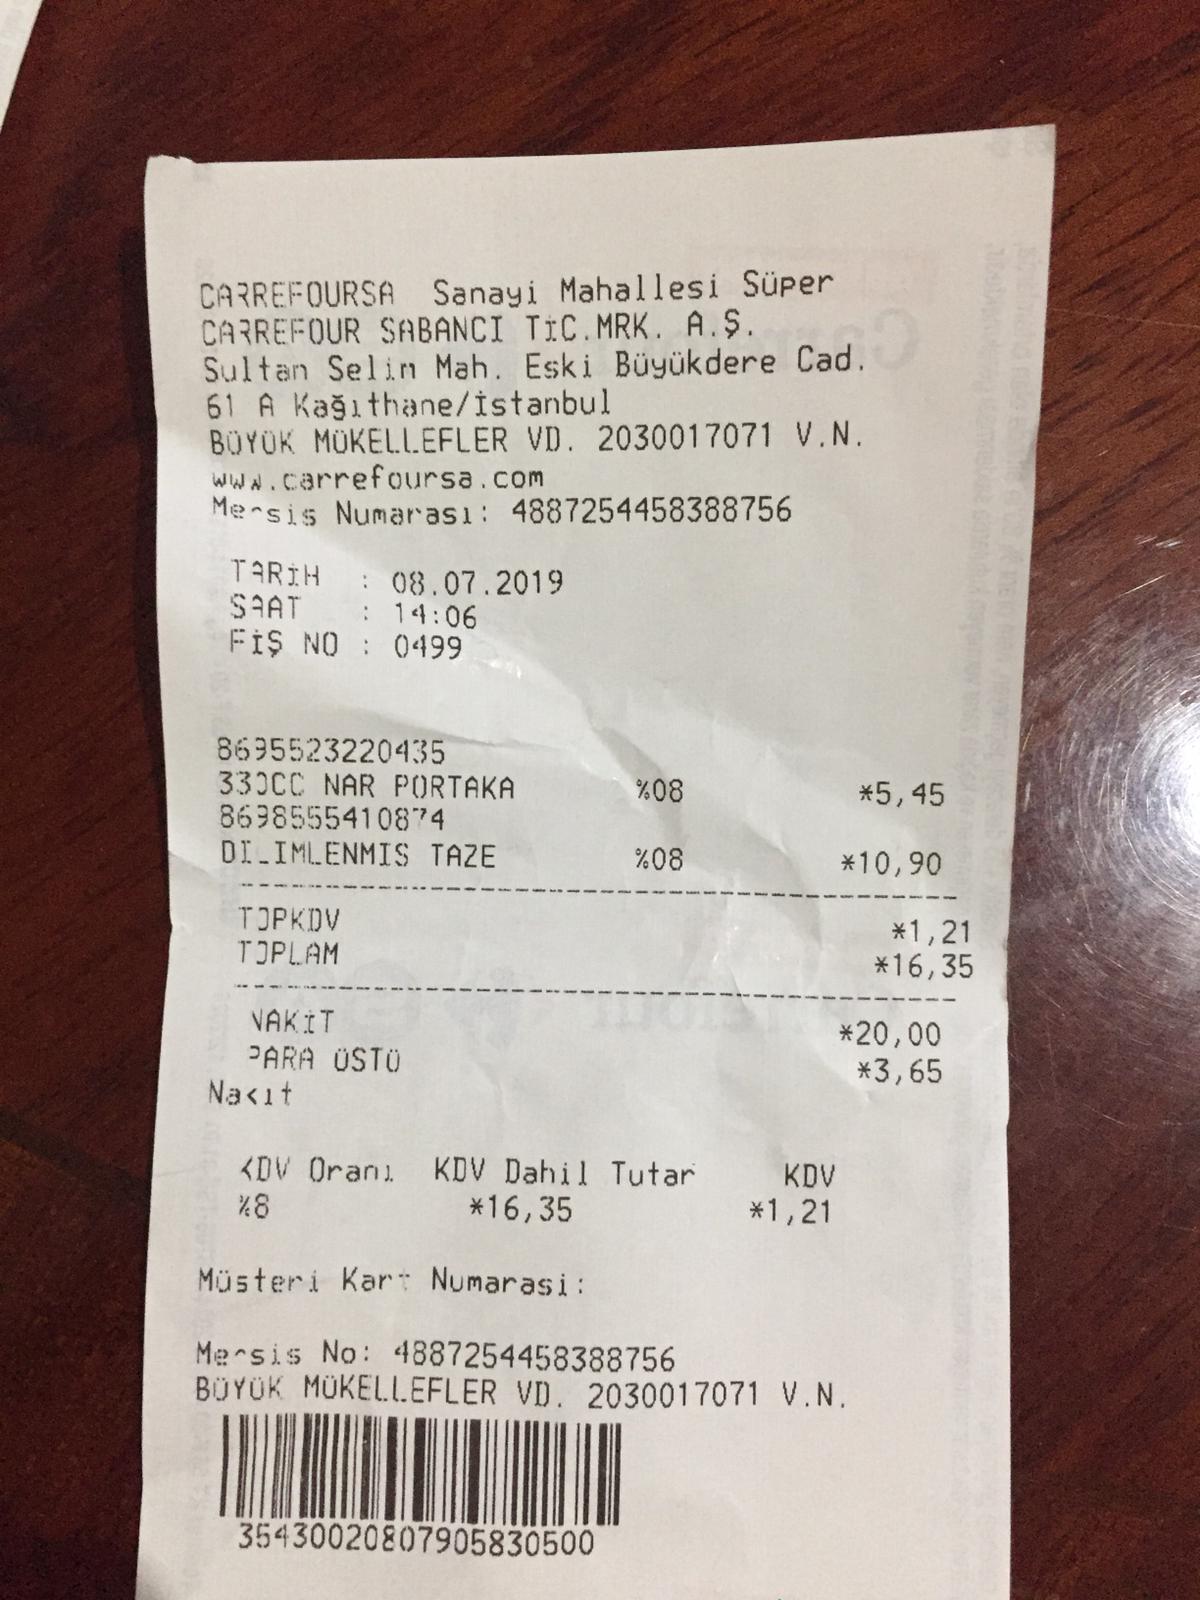 CARREFOURSA Sanayi Mahallesi Süper
CARREFOUR SABANCI TİC.MRK. A.Ş.
Sultan Selim Mah. Eski Büyükdere Cad.
61 A Kağıthane/İstanbul
BÜYÜK MÜKELLEFLER VD. 2030017071 V.N.
www.carrefoursa.com
Mersis Numarası: 4887254458388756
TARİH : 08.07.2019
SAAT : 14:06
FİŞ NO : 0499
8695523220435
330CC NAR PORTAKA %08 *5,45
8698555410874
DILIMLENMIS TAZE %08 *10,90
TOPKDV *1,21
TOPLAM *16,35
NAKİT *20,00
PARA ÜSTÜ *3,65
Nakit
KDV Oranı KDV Dahil Tutar KDV
%8 *16,35 *1,21
Müsteri Kart Numarasi:
Mersis No: 4887254458388756
BÜYÜK MÜKELLEFLER VD. 2030017071 V.N.
35430020807905830500